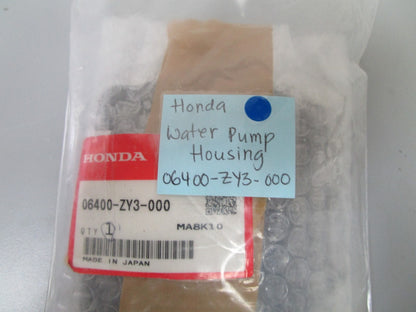 Honda
Water Pump
Housing
06400-ZY3-000
HONDA
06400-ZY3-000
QTY 1
MA8K10
MADE IN JAPAN